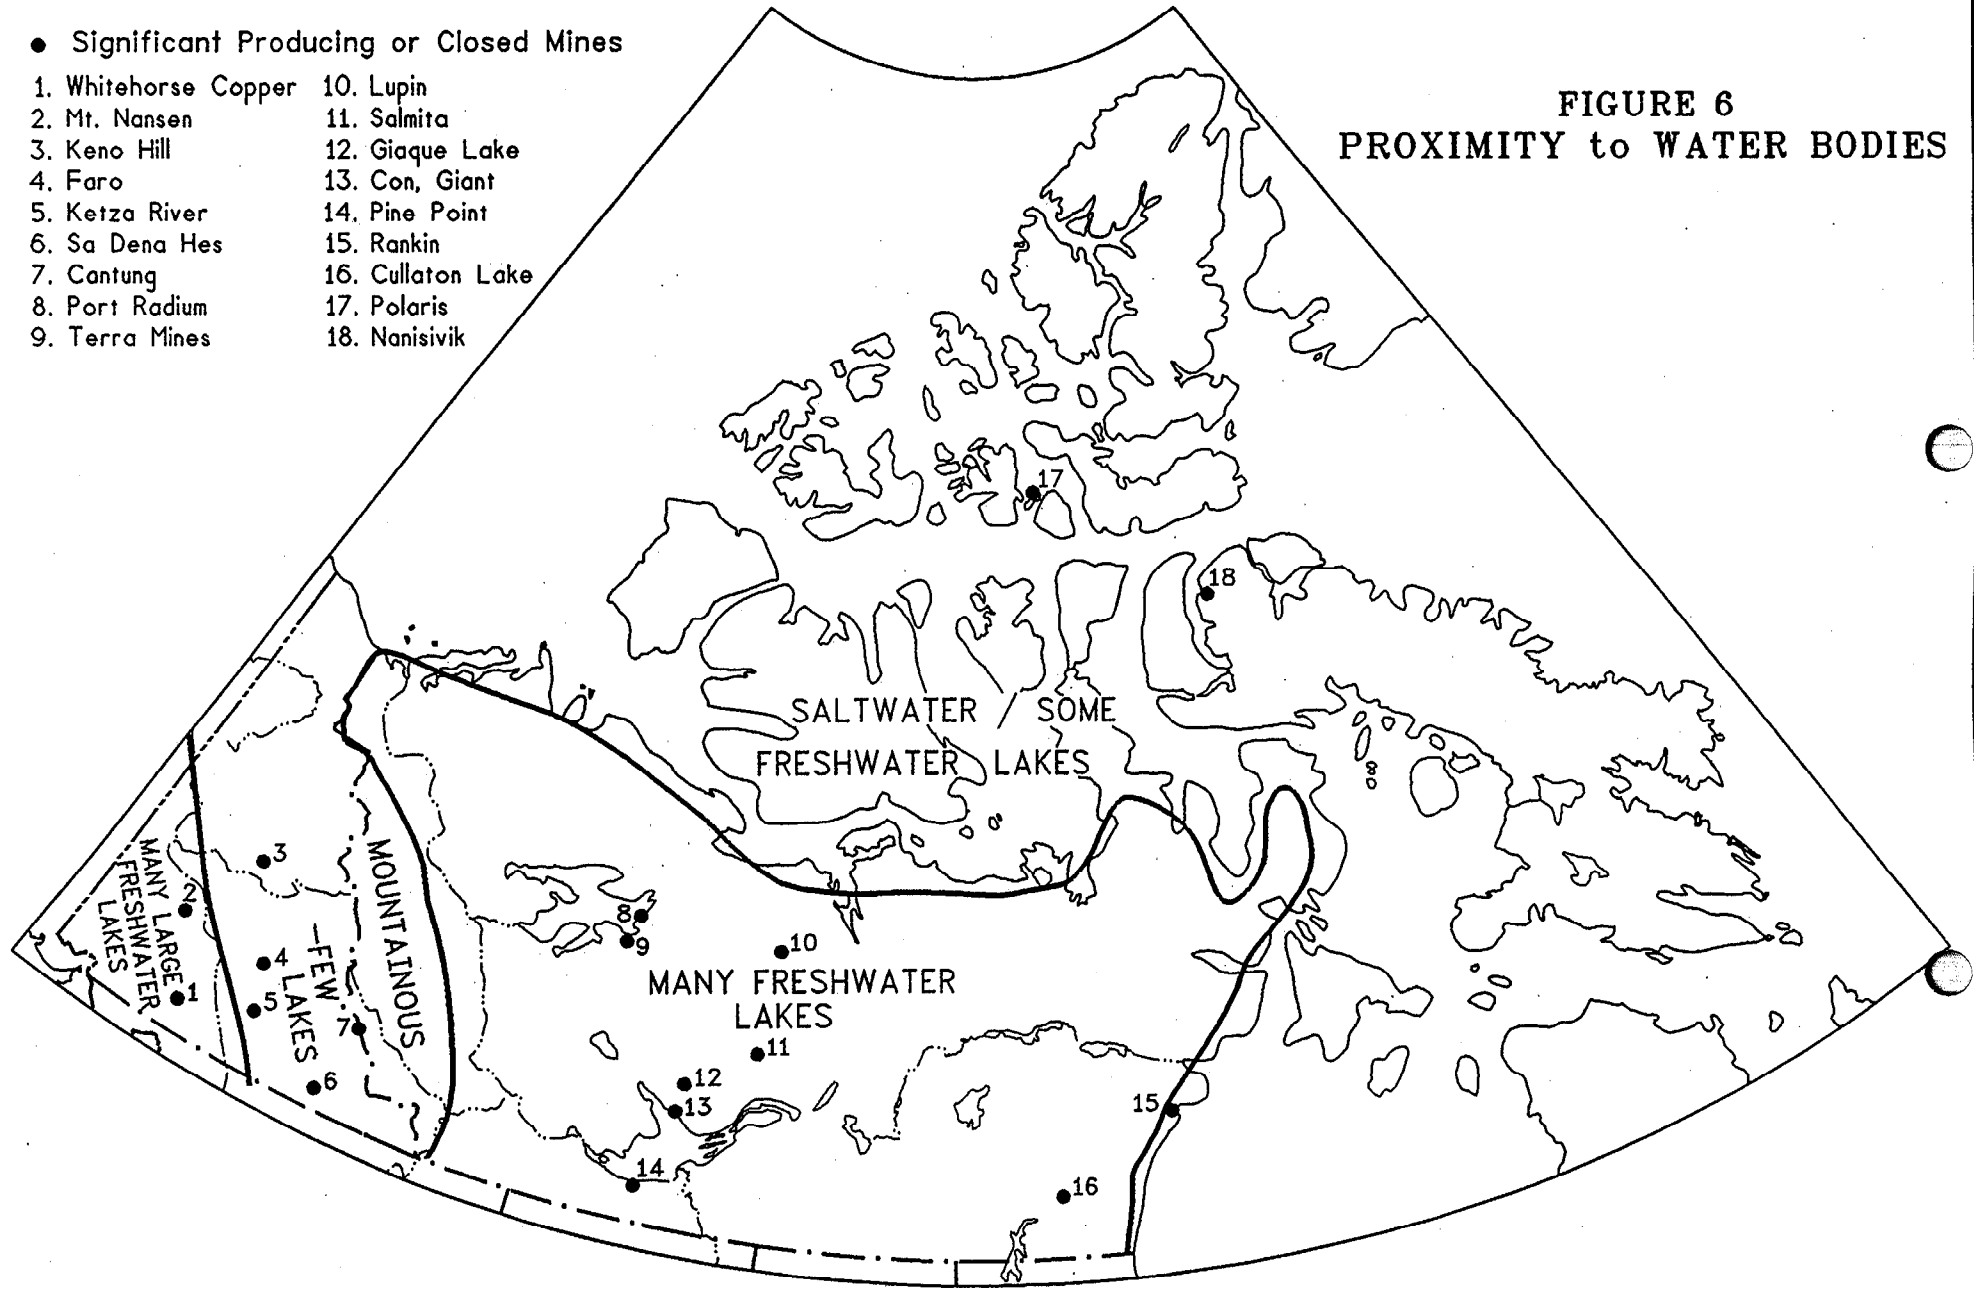 ● Significant Producing or Closed Mines
1. Whitehorse Copper
2. Mt. Nansen
3. Keno Hill
4. Faro
5. Ketza River
6. Sa Dena Hes
7. Cantung
8. Port Radium
9. Terra Mines
10. Lupin
11. Salmita
12. Giaque Lake
13. Con, Giant
14. Pine Point
15. Rankin
16. Cullaton Lake
17. Polaris
18. Nanisivik
FIGURE 6
PROXIMITY to WATER BODIES
17
18
SALTWATER / SOME
FRESHWATER LAKES
MANY LARGE
FRESHWATER
LAKES
MOUNTAINOUS
-FEW
LAKES
3
2
4
1
5
7
6
8
9
10
MANY FRESHWATER
LAKES
11
12
13
14
15
16